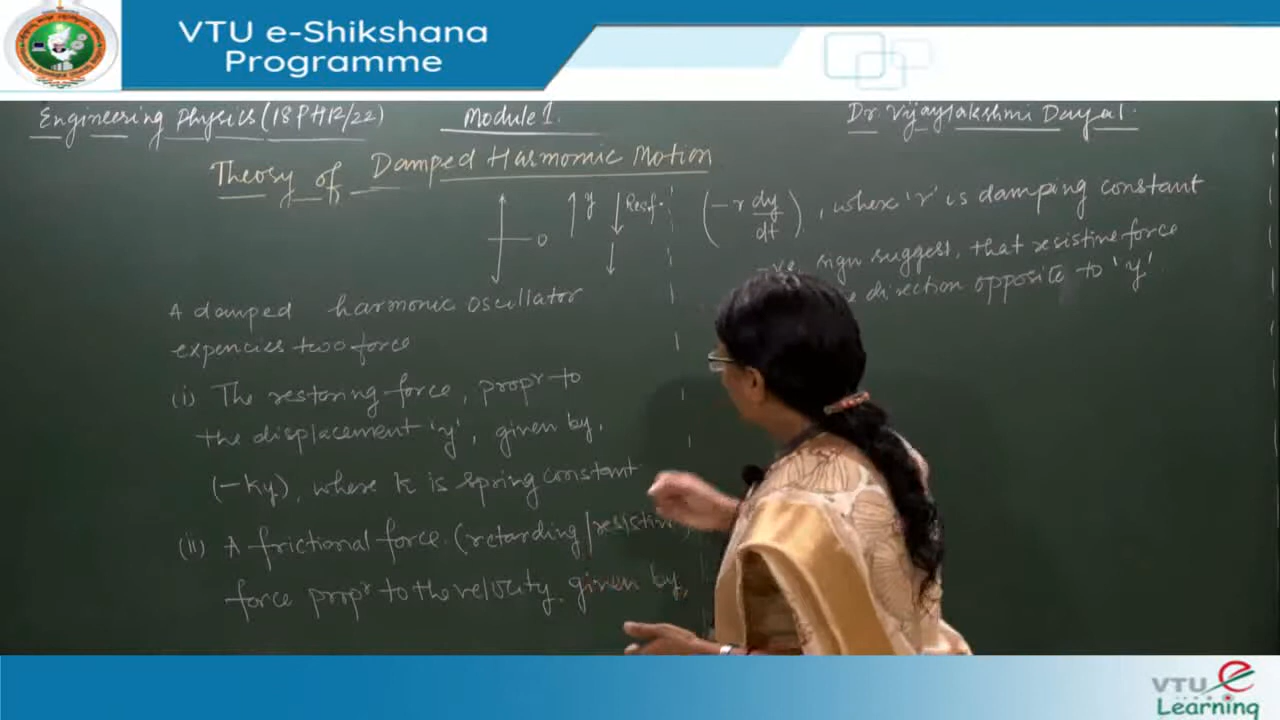 VTU e-Shikshana
Programme
Engineering Physics (18PH12/22)
Module 1.
Dr. Vijaylakshmi Dayal.
Theory of Damped Harmonic Motion
y
Resf.
0
A damped harmonic oscillator
expencies two force
(i) The restoring force, propr to
the displacement 'y', given by,
(-ky), where k is spring constant
(ii) A frictional force (retarding/resistive)
force propr to the velocity. given by,
(-r dy/dt), where 'r' is damping constant
-ve sign suggest, that resistive force
direction opposite to 'y'.
VTU e
Learning